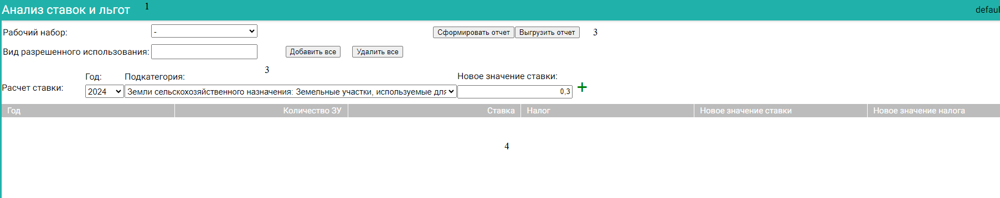 Анализ ставок и льгот 1 defaul
Рабочий набор: - Сформировать отчет Выгрузить отчет 3
Вид разрешенного использования: Добавить все Удалить все
3
Год: Подкатегория: Новое значение ставки:
Расчет ставки: 2024 Земли сельскохозяйственного назначения: Земельные участки, используемые для 0,3 +
Год Количество ЗУ Ставка Налог Новое значение ставки Новое значение налога
4